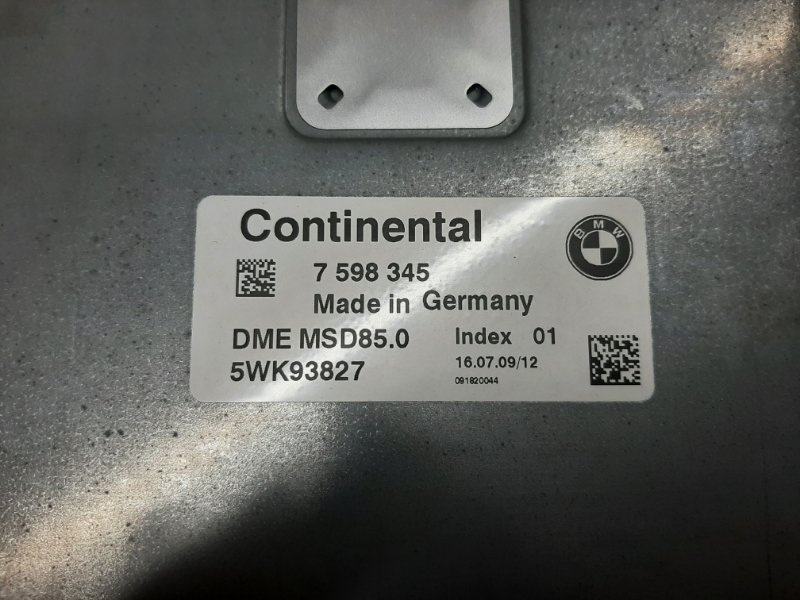 Continental
BMW
7 598 345
Made in Germany
DME MSD85.0 Index 01
5WK93827 16.07.09/12
091820044